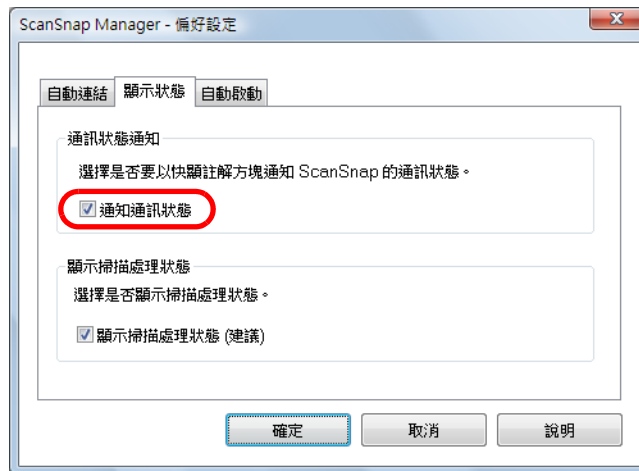 ScanSnap Manager - 偏好設定
自動連結 顯示狀態 自動啟動
通訊狀態通知
選擇是否要以快顯註解方塊通知 ScanSnap 的通訊狀態。
通知通訊狀態
顯示掃描處理狀態
選擇是否顯示掃描處理狀態。
顯示掃描處理狀態 (建議)
確定 取消 說明